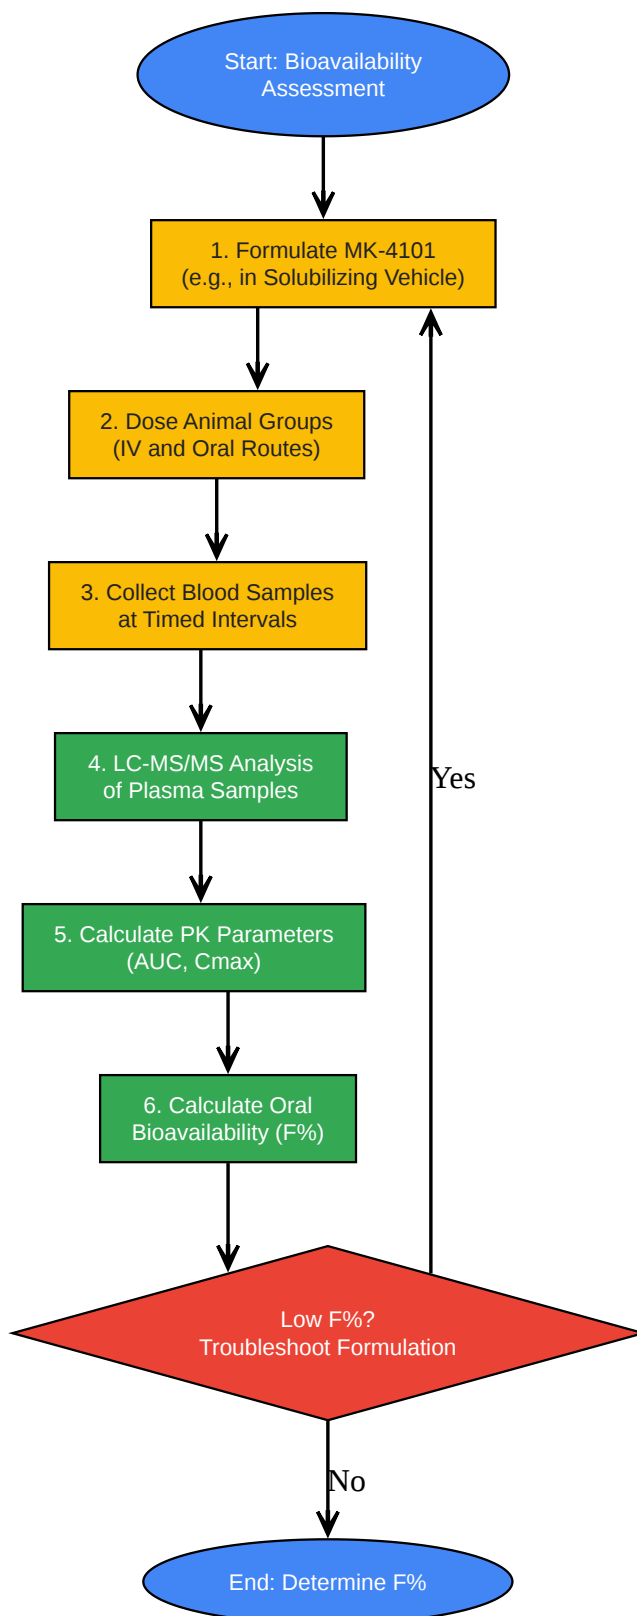 Start: Bioavailability
Assessment
1. Formulate MK-4101
(e.g., in Solubilizing Vehicle)
2. Dose Animal Groups
(IV and Oral Routes)
3. Collect Blood Samples
at Timed Intervals
4. LC-MS/MS Analysis
of Plasma Samples
Yes
5. Calculate PK Parameters
(AUC, Cmax)
6. Calculate Oral
Bioavailability (F%)
Low F%?
Troubleshoot Formulation
No
End: Determine F%